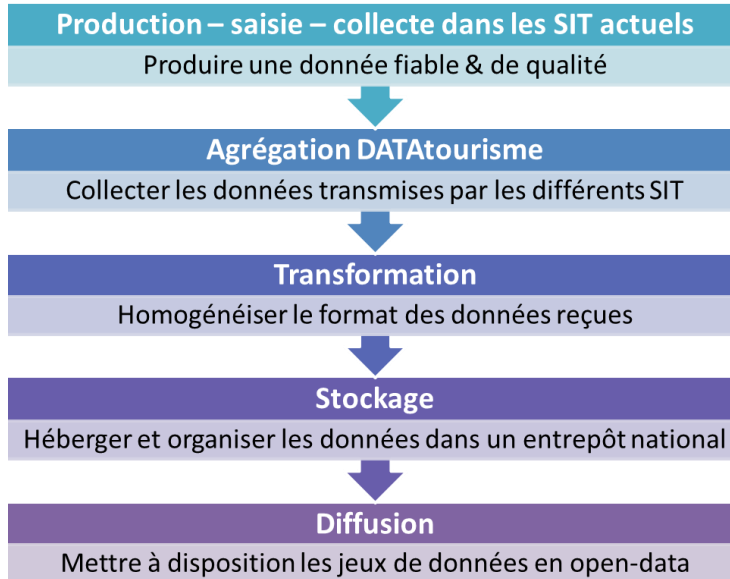 Production – saisie – collecte dans les SIT actuels
Produire une donnée fiable & de qualité
Agrégation DATAtourisme
Collecter les données transmises par les différents SIT
Transformation
Homogénéiser le format des données reçues
Stockage
Héberger et organiser les données dans un entrepôt national
Diffusion
Mettre à disposition les jeux de données en open-data